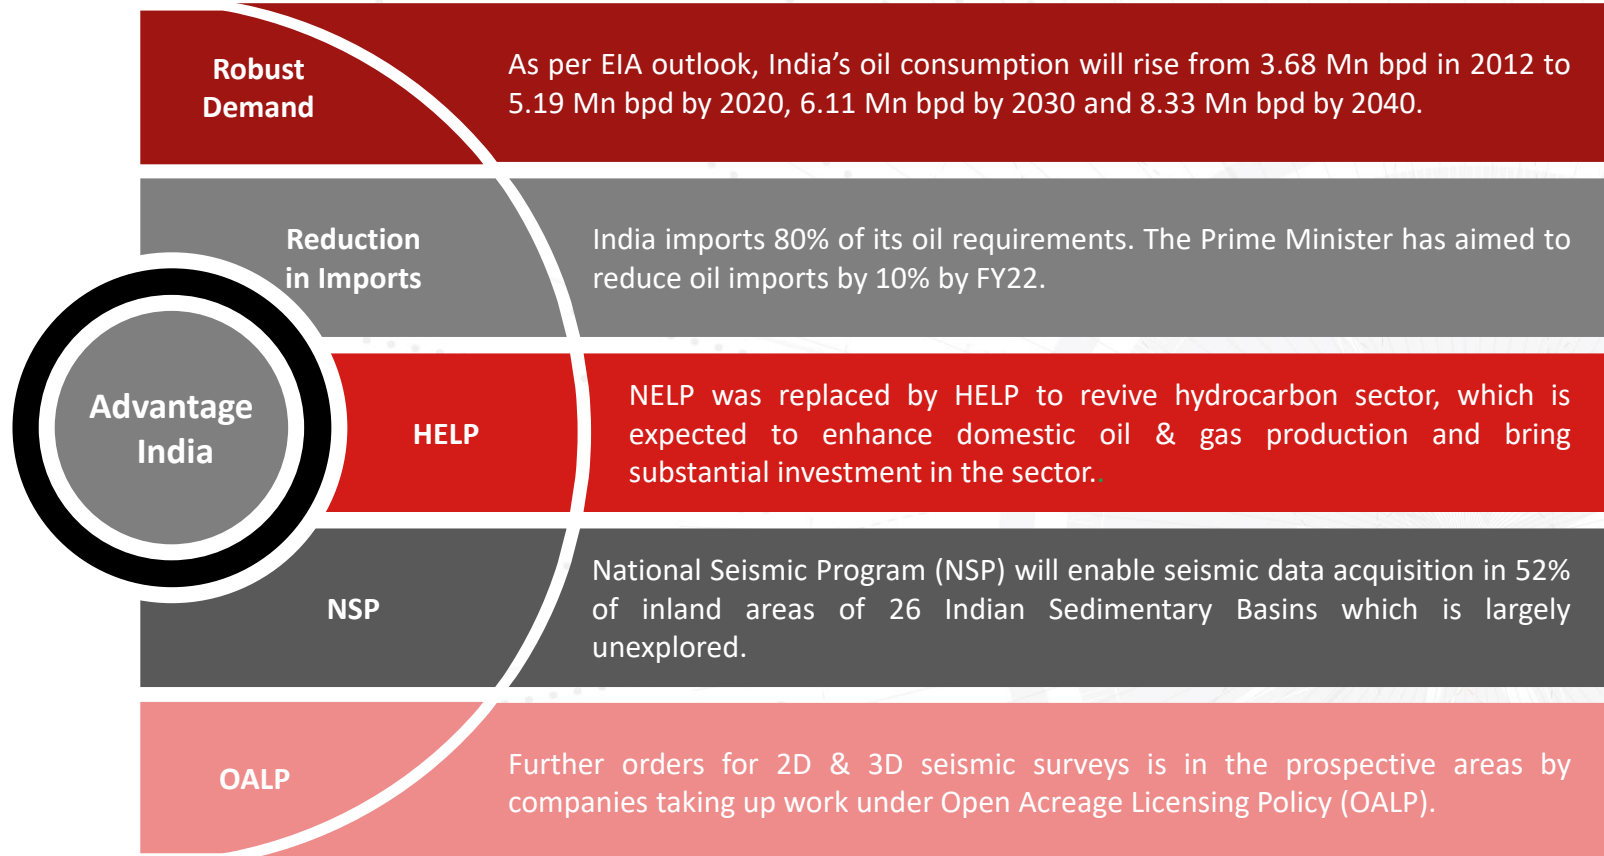 Robust
Demand
As per EIA outlook, India’s oil consumption will rise from 3.68 Mn bpd in 2012 to
5.19 Mn bpd by 2020, 6.11 Mn bpd by 2030 and 8.33 Mn bpd by 2040.
Reduction
in Imports
India imports 80% of its oil requirements. The Prime Minister has aimed to
reduce oil imports by 10% by FY22.
Advantage
India
HELP
NELP was replaced by HELP to revive hydrocarbon sector, which is
expected to enhance domestic oil & gas production and bring
substantial investment in the sector..
NSP
National Seismic Program (NSP) will enable seismic data acquisition in 52%
of inland areas of 26 Indian Sedimentary Basins which is largely
unexplored.
OALP
Further orders for 2D & 3D seismic surveys is in the prospective areas by
companies taking up work under Open Acreage Licensing Policy (OALP).